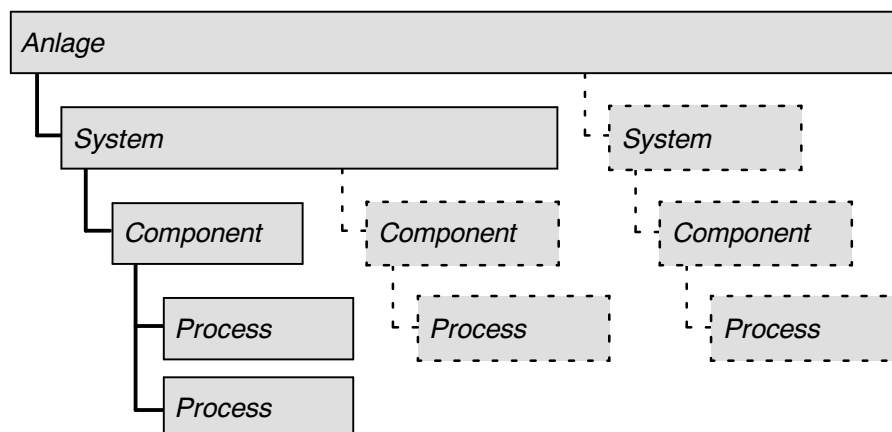 Anlage
System
System
Component
Component
Component
Process
Process
Process
Process